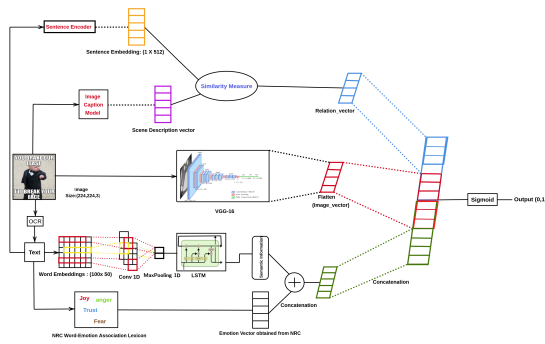 Sentence Encoder
Sentence Embedding: (1 X 512)
Similarity Measure
Image
Caption
Model
Relation_vector
Scene Description vector
Image
Size:(224,224,3)
VGG-16
Flatten
(Image_vector)
Sigmoid
Output (0,1
OCR
Text
Word Embeddings : (100x 50)
Conv 1D
MaxPooling 1D
LSTM
Semantic Information
Concatenation
Concatenation
Joy
anger
Trust
Fear
NRC Word-Emotion Association Lexicon
Emotion Vector obtained from NRC